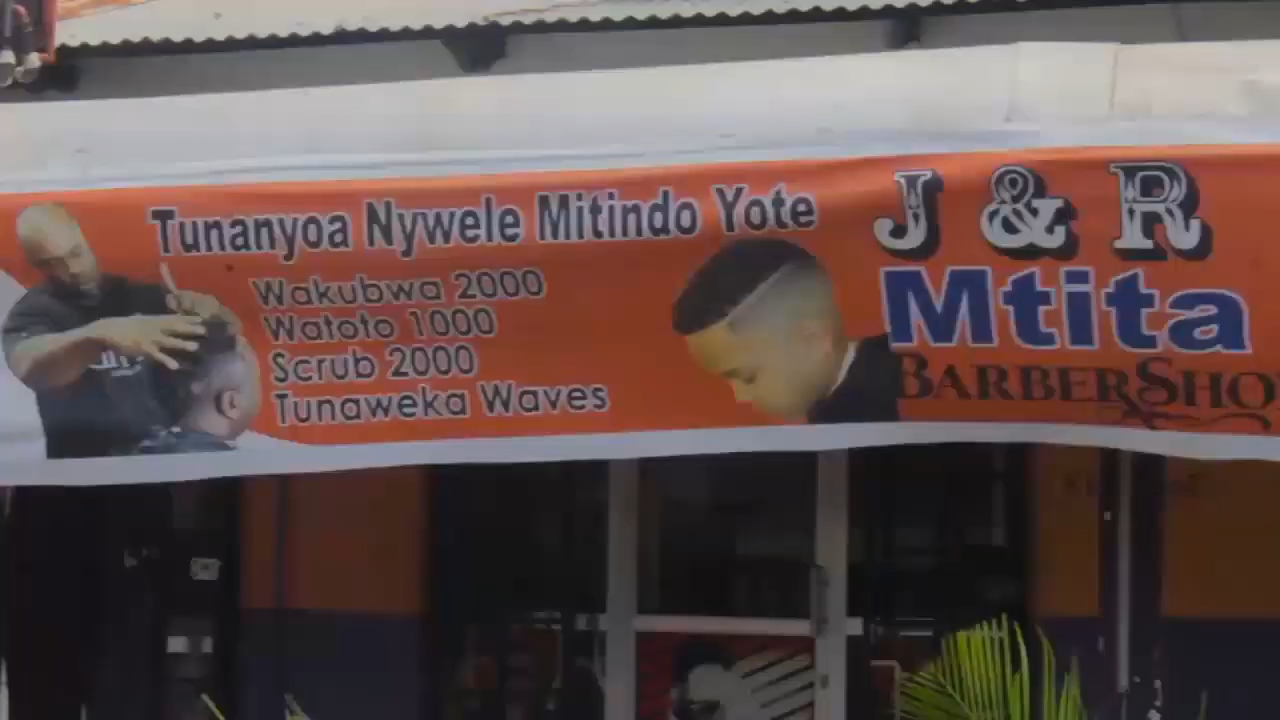 Tunanyoa Nywele Mitindo Yote
Wakubwa 2000
Watoto 1000
Scrub 2000
Tunaweka Waves
J & R
Mtita
BARBERSHO